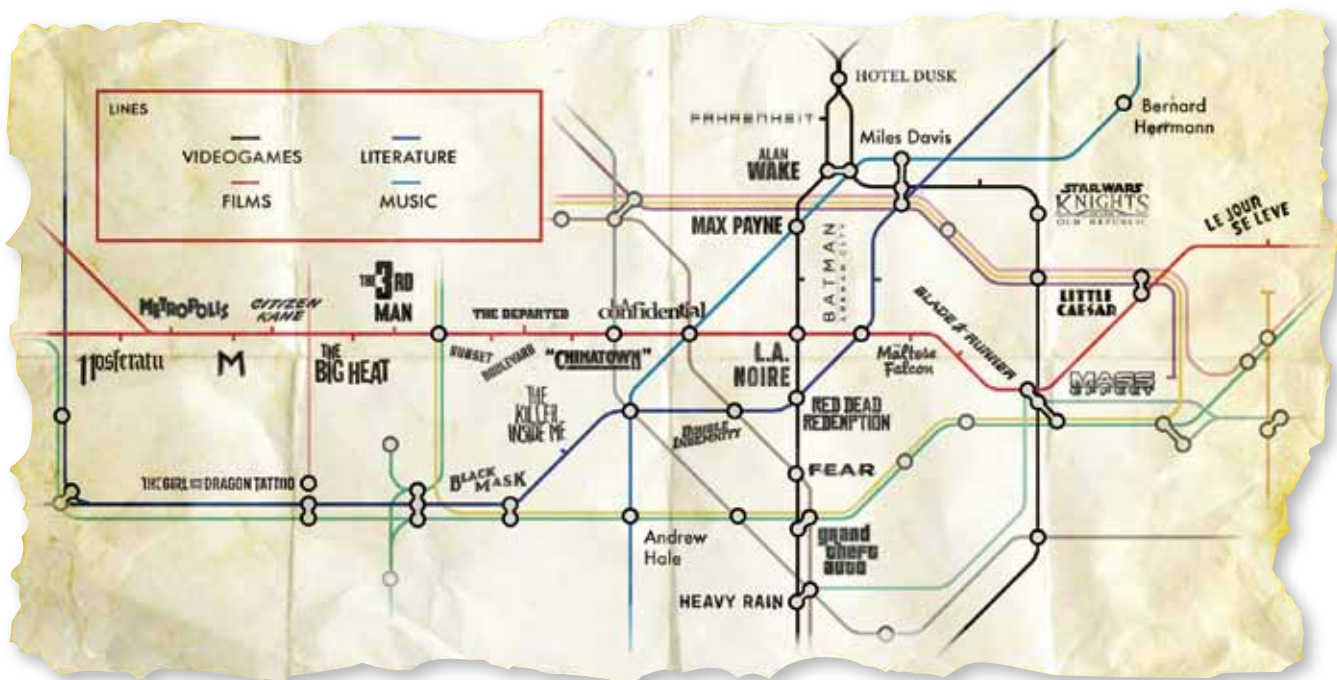 LINES
VIDEOGAMES
LITERATURE
FILMS
MUSIC
HOTEL DUSK
FAHRENHEIT
Miles Davis
Bernard
Herrmann
ALAN
WAKE
MAX PAYNE
BATMAN
ARKHAM CITY
STAR WARS
KNIGHTS
OF THE
OLD REPUBLIC
LE JOUR
SE LEVE
METROPOLIS
CITIZEN
KANE
THE 3RD
MAN
THE DEPARTED
LA
Confidential
BLADE RUNNER
LITTLE
CAESAR
Nosferatu
M
THE
BIG HEAT
SUNSET
BOULEVARD
"CHINATOWN"
L.A.
NOIRE
Maltese
Falcon
MASS
EFFECT
THE
KILLER
INSIDE ME
DOUBLE
INDEMNITY
RED DEAD
REDEMPTION
THE GIRL DRAGON TATTOO
BLACK
MASK
FEAR
Andrew
Hale
grand
theft
auto
HEAVY RAIN